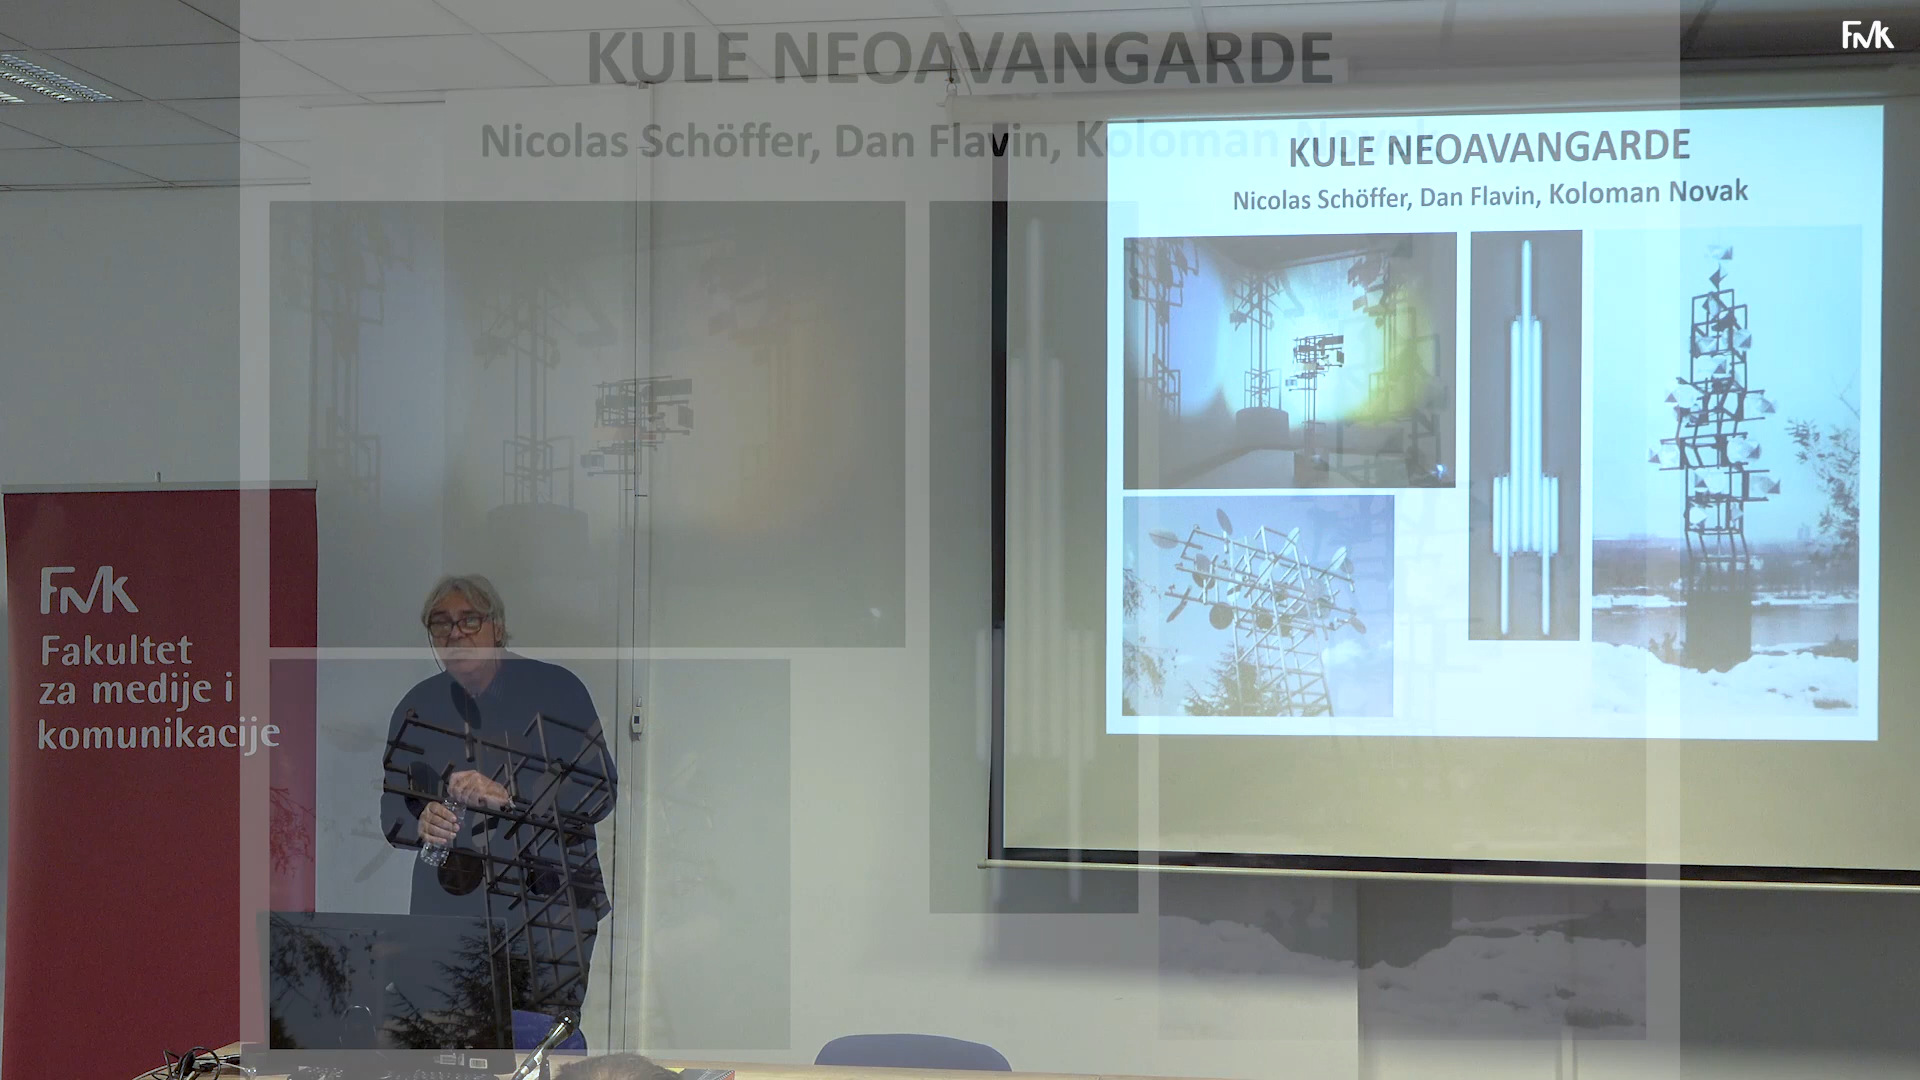 KULE NEOAVANGARDE
Nicolas Schöffer, Dan Flavin, Koloman Novak
FMK
KULE NEOAVANGARDE
Nicolas Schöffer, Dan Flavin, Koloman Novak
FMK
Fakultet
za medije i
komunikacije